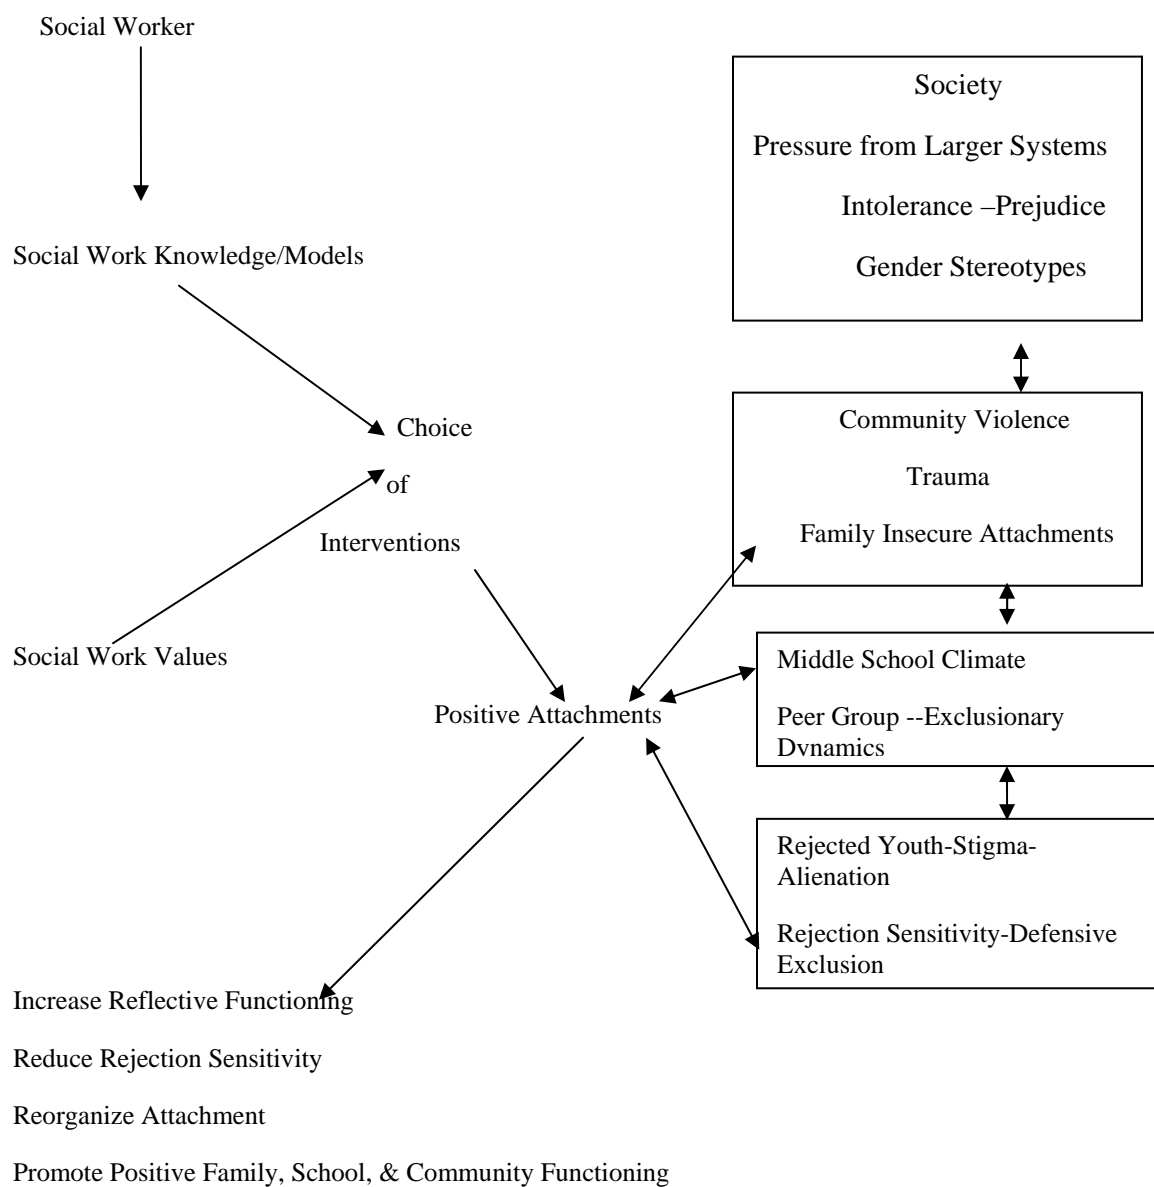 Social Worker
Society
Pressure from Larger Systems
Intolerance –Prejudice
Social Work Knowledge/Models
Gender Stereotypes
Choice
of
Interventions
Community Violence
Trauma
Family Insecure Attachments
Social Work Values
Positive Attachments
Middle School Climate
Peer Group --Exclusionary
Dynamics
Rejected Youth-Stigma-
Alienation
Rejection Sensitivity-Defensive
Exclusion
Increase Reflective Functioning
Reduce Rejection Sensitivity
Reorganize Attachment
Promote Positive Family, School, & Community Functioning